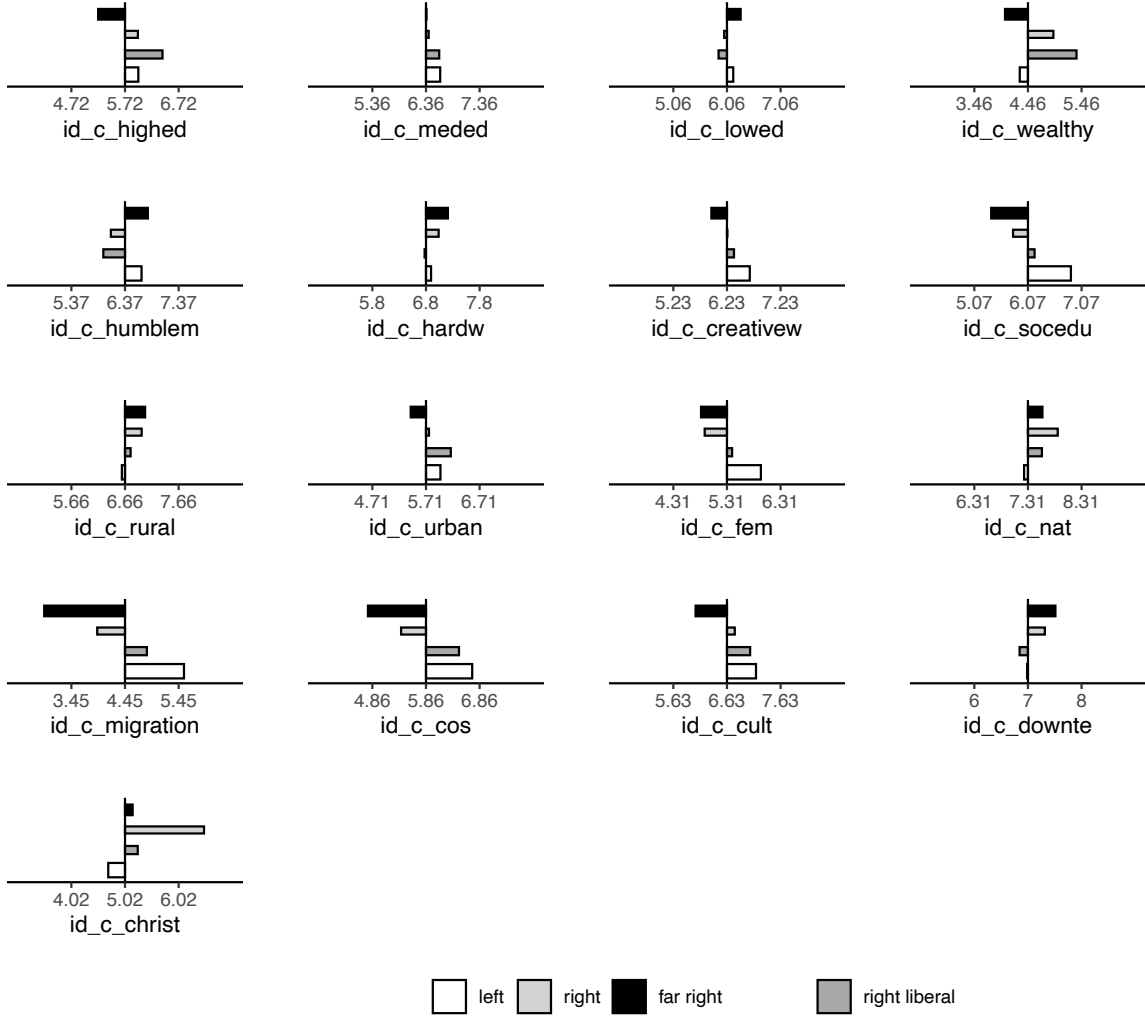 4.72 5.72 6.72
id_c_highed
5.36 6.36 7.36
id_c_meded
5.06 6.06 7.06
id_c_lowed
3.46 4.46 5.46
id_c_wealthy
5.37 6.37 7.37
id_c_humblem
5.8 6.8 7.8
id_c_hardw
5.23 6.23 7.23
id_c_creativew
5.07 6.07 7.07
id_c_socedu
5.66 6.66 7.66
id_c_rural
4.71 5.71 6.71
id_c_urban
4.31 5.31 6.31
id_c_fem
6.31 7.31 8.31
id_c_nat
3.45 4.45 5.45
id_c_migration
4.86 5.86 6.86
id_c_cos
5.63 6.63 7.63
id_c_cult
6 7 8
id_c_downte
4.02 5.02 6.02
id_c_christ
left right far right right liberal